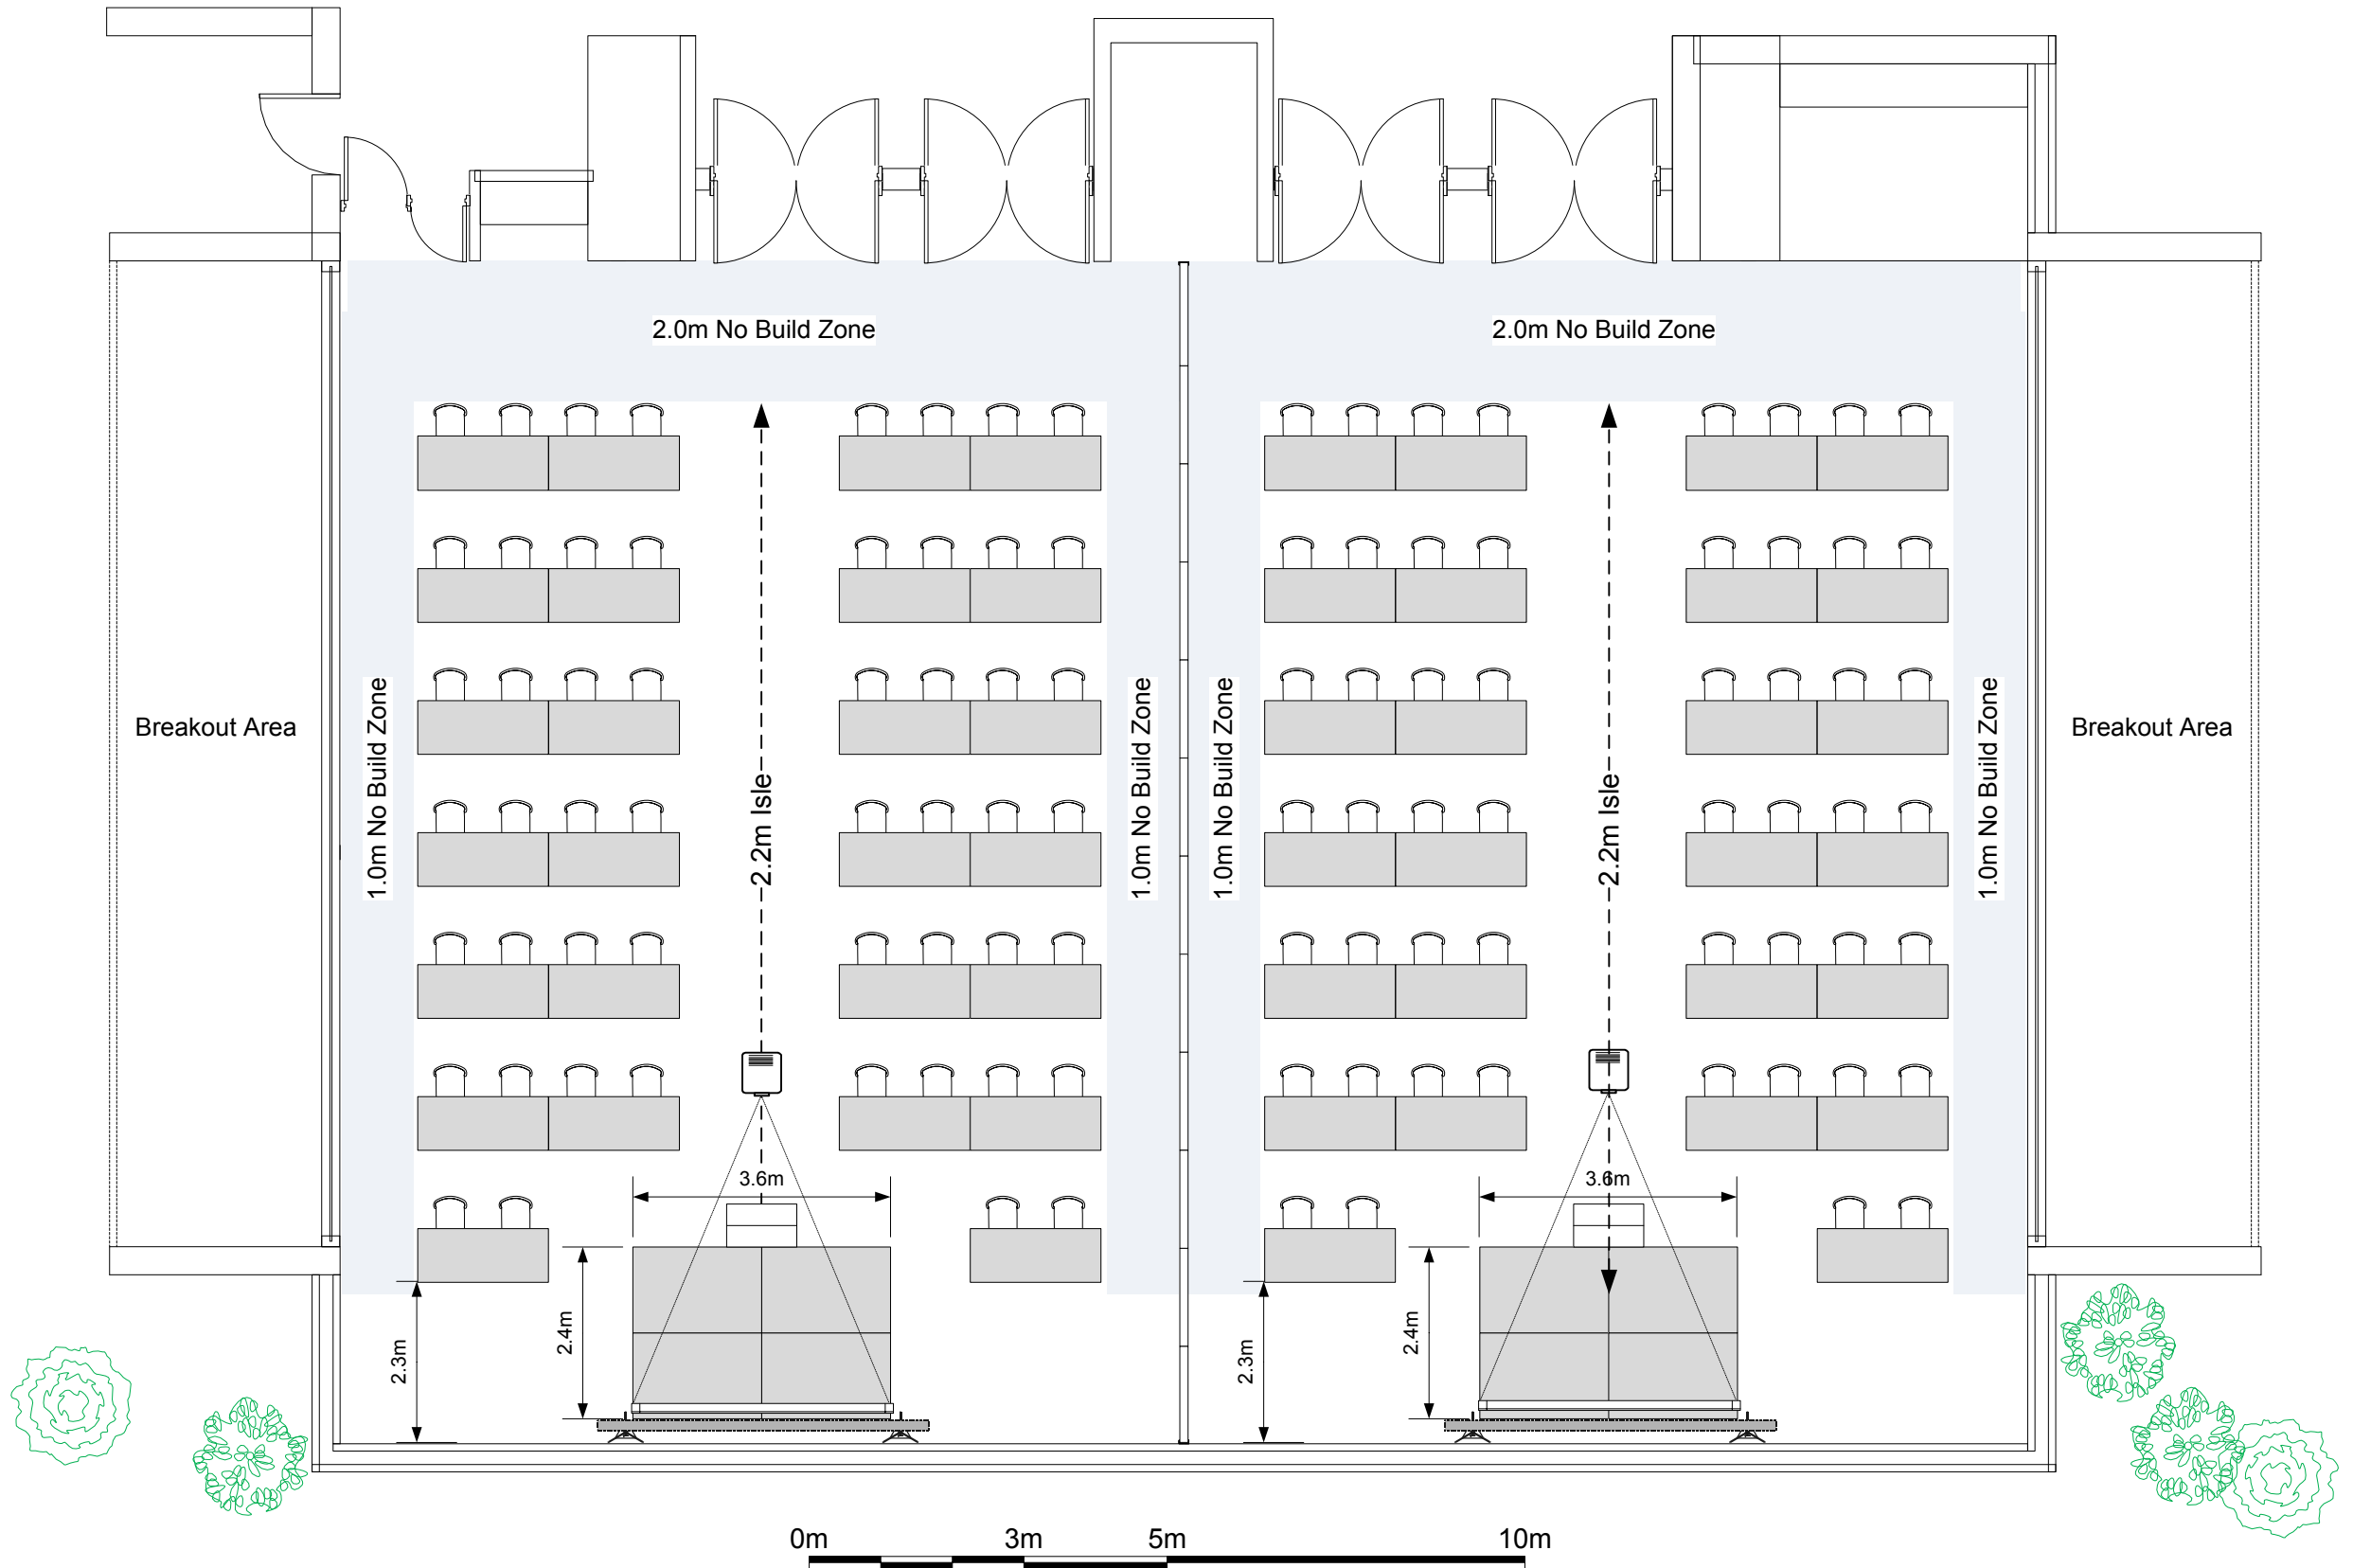 2.0m No Build Zone
2.0m No Build Zone
Breakout Area
1.0m No Build Zone
2.2m Isle
1.0m No Build Zone
1.0m No Build Zone
2.2m Isle
1.0m No Build Zone
Breakout Area
3.6m
3.6m
2.3m
2.4m
2.3m
2.4m
0m
3m
5m
10m